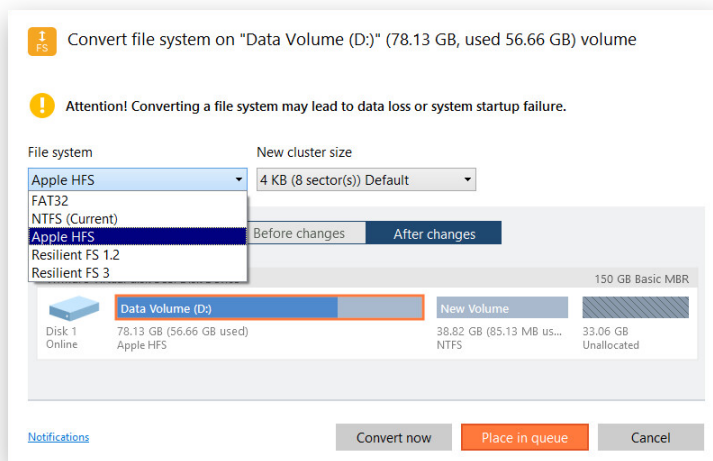 FS
Convert file system on "Data Volume (D:)" (78.13 GB, used 56.66 GB) volume
Attention! Converting a file system may lead to data loss or system startup failure.
File system
New cluster size
Apple HFS
4 KB (8 sector(s)) Default
FAT32
NTFS (Current)
Apple HFS
Resilient FS 1.2
Resilient FS 3
Before changes
After changes
150 GB Basic MBR
Data Volume (D:)
New Volume
Disk 1
Online
78.13 GB (56.66 GB used)
Apple HFS
38.82 GB (85.13 MB us...
NTFS
33.06 GB
Unallocated
Notifications
Convert now
Place in queue
Cancel